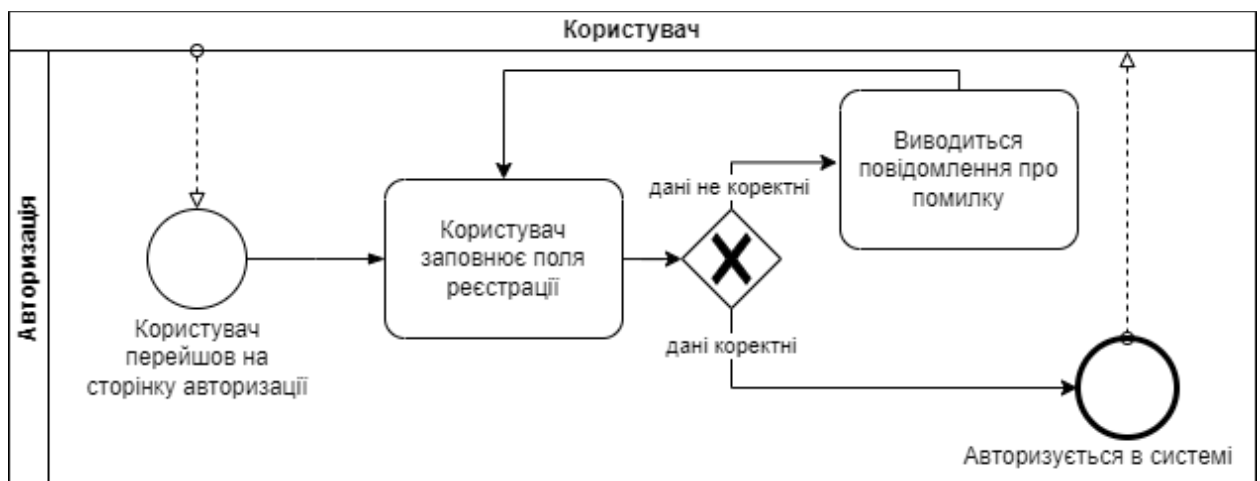 Користувач
Авторизація
Користувач
перейшов на
сторінку авторизації
Користувач
заповнює поля
реєстрації
дані не коректні
дані коректні
Виводиться
повідомлення про
помилку
Авторизується в системі